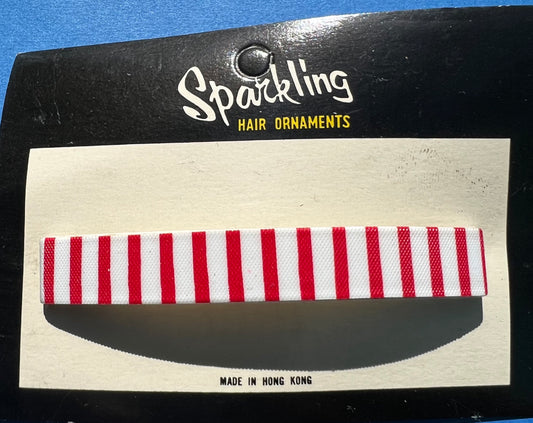 Sparkling
HAIR ORNAMENTS
MADE IN HONG KONG